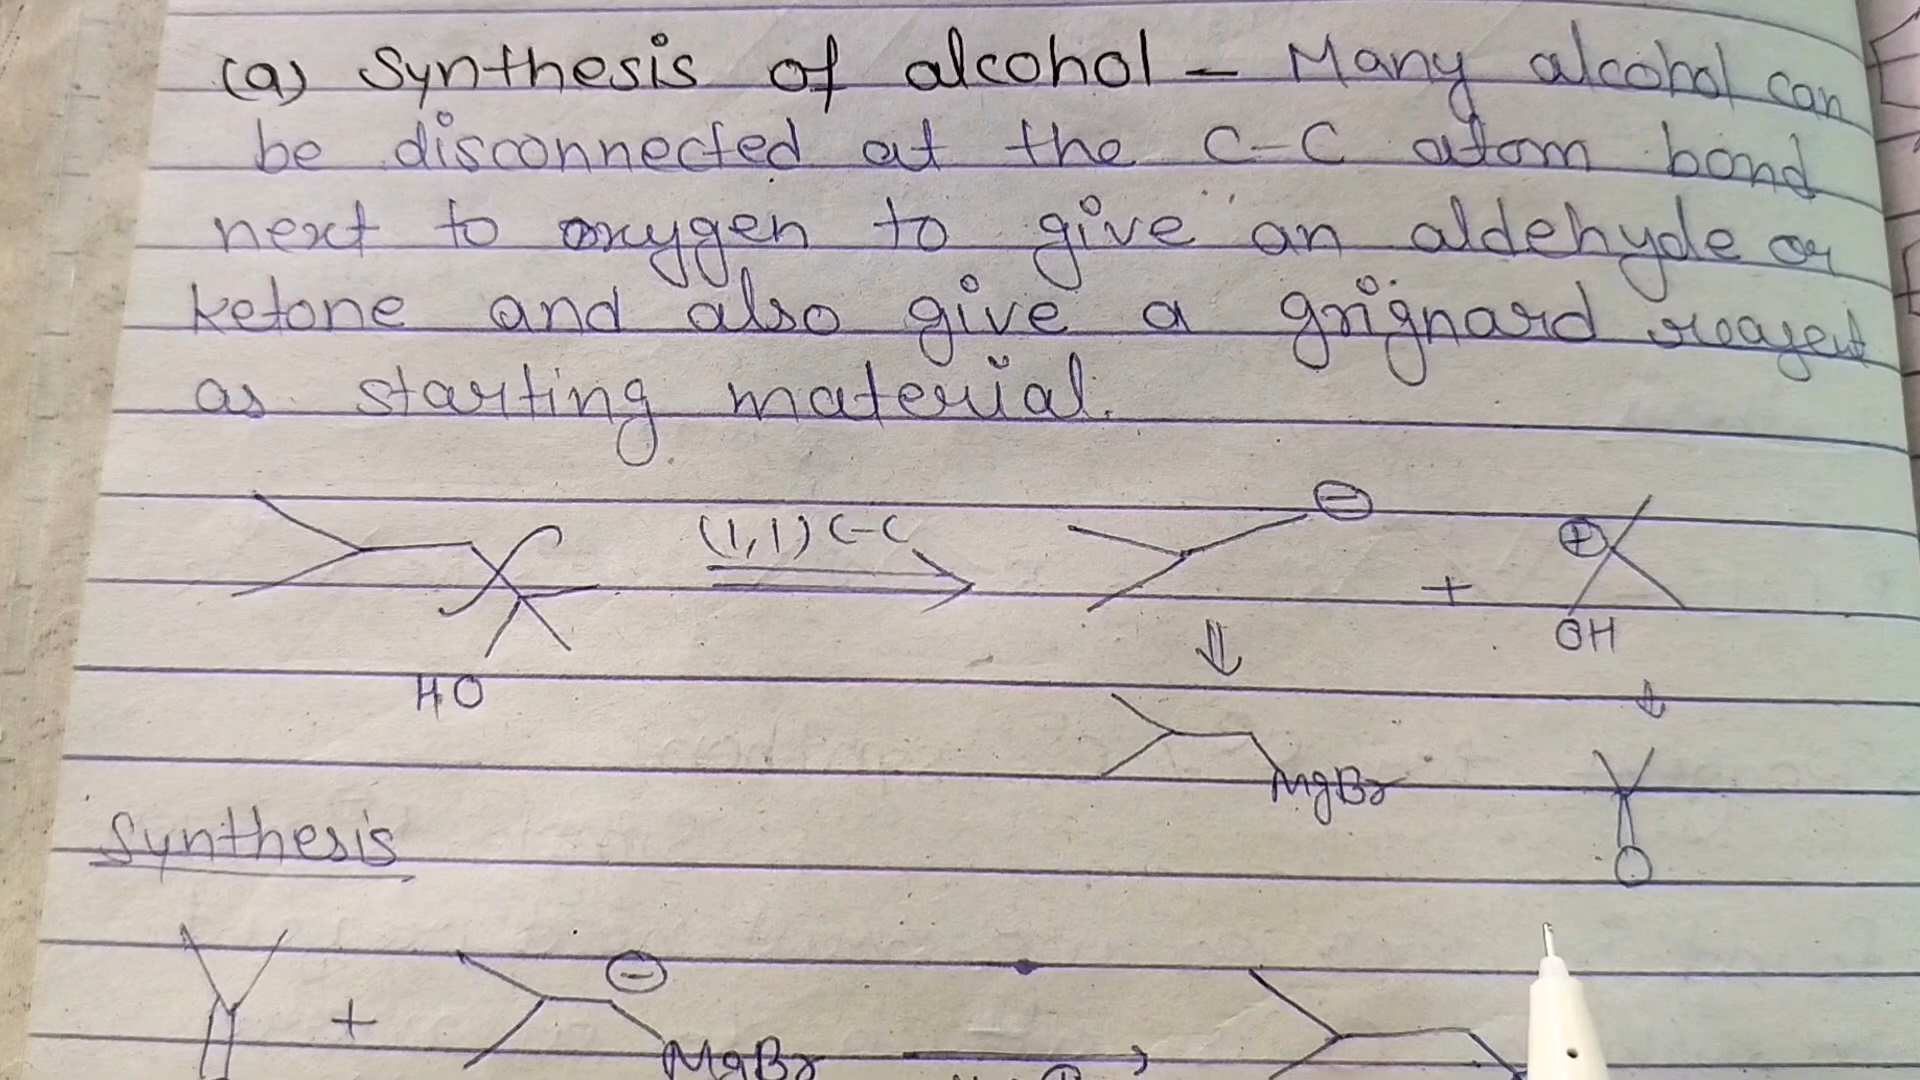 (a) Synthesis of alcohol - Many alcohol can
be disconnected at the C-C atom bond
next to oxygen to give an aldehyde or
ketone and also give a grignard reagent
as starting material.
(1,1) C-C
⊖
⊕
+
OH
HO
MgBr
O
Synthesis
⊖
+
MgBr